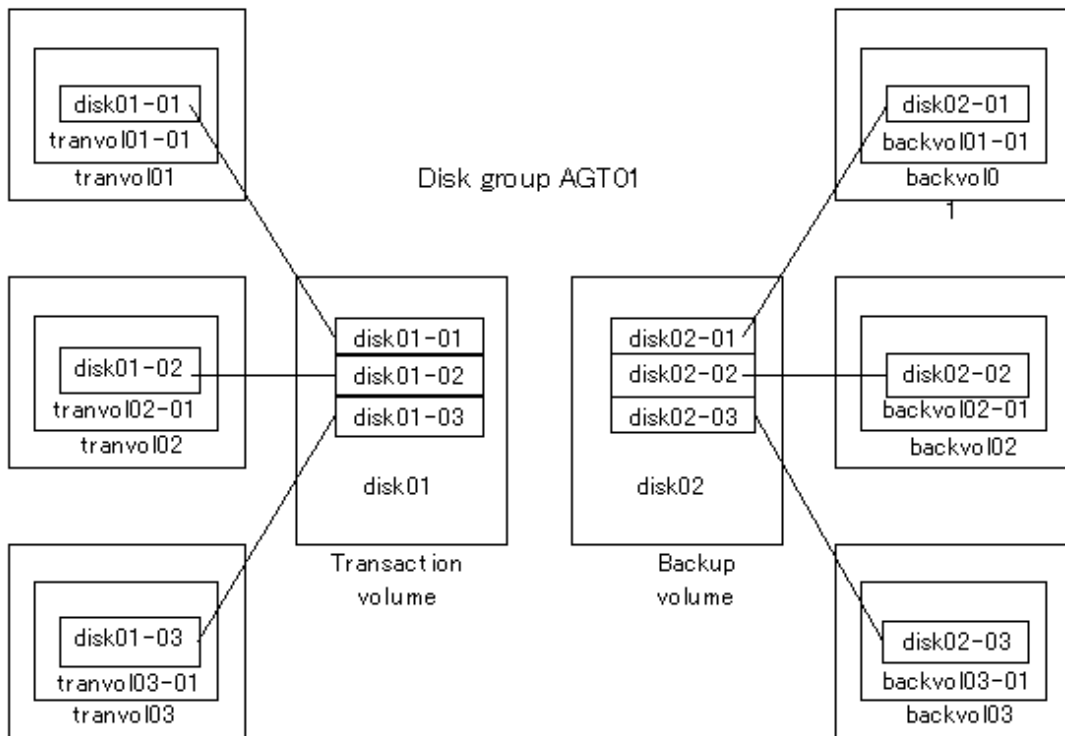 disk01-01
tranvol01-01
tranvol01
Disk group AGT01
disk02-01
backvol01-01
backvol0
1
disk01-02
tranvol02-01
tranvol02
disk01-01
disk01-02
disk01-03
disk01
Transaction
volume
disk02-01
disk02-02
disk02-03
disk02
Backup
volume
disk02-02
backvol02-01
backvol02
disk01-03
tranvol03-01
tranvol03
disk02-03
backvol03-01
backvol03